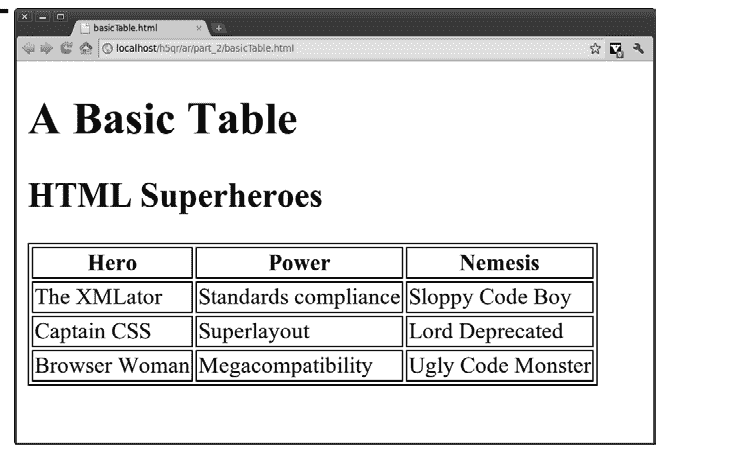 basicTable.html
localhost/h5qr/ar/part_2/basicTable.html
A Basic Table
HTML Superheroes
Hero Power Nemesis
The XMLator Standards compliance Sloppy Code Boy
Captain CSS Superlayout Lord Deprecated
Browser Woman Megacompatibility Ugly Code Monster